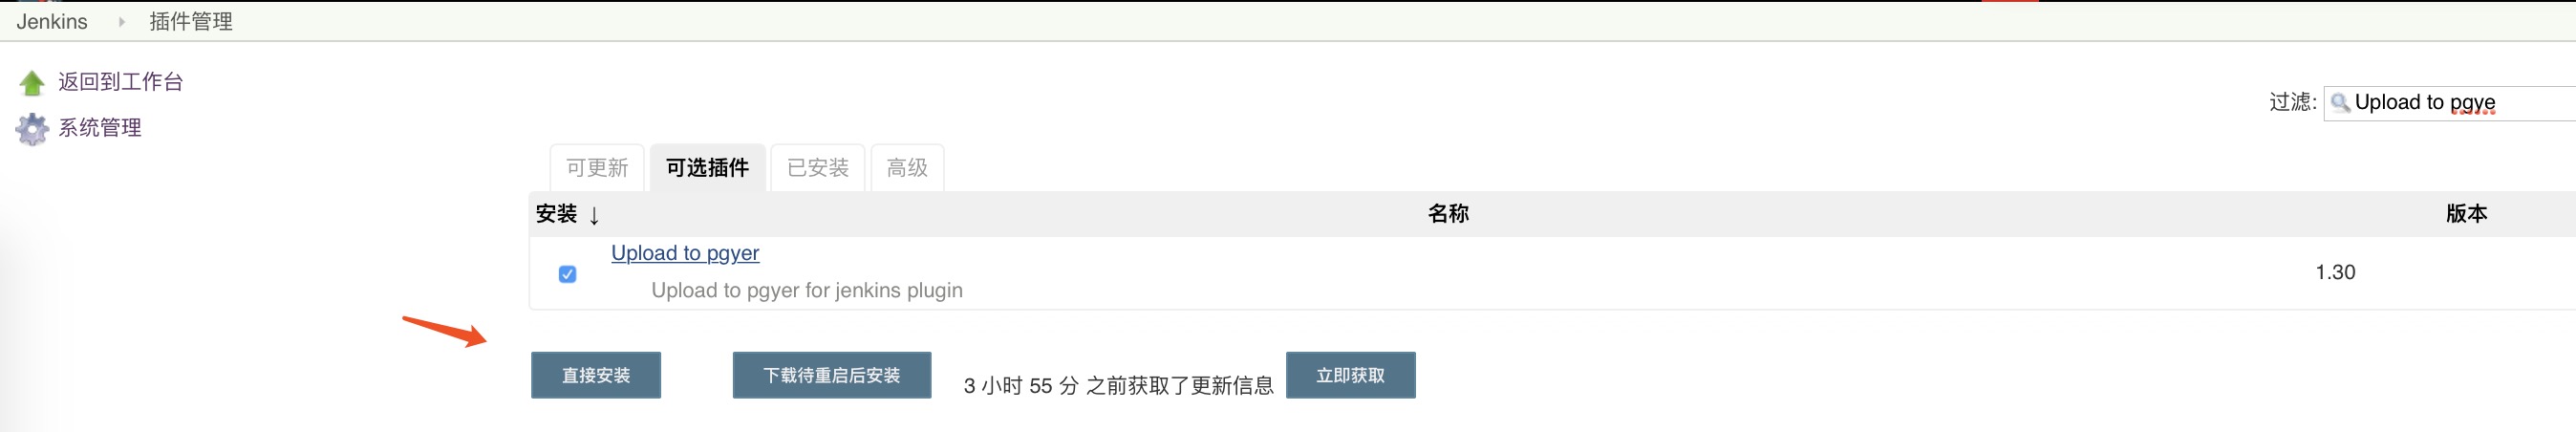 Jenkins 插件管理
返回到工作台
系统管理
过滤: Upload to pgye
可更新 可选插件 已安装 高级
安装 ↓ 名称 版本
Upload to pgyer
1.30
Upload to pgyer for jenkins plugin
直接安装 下载待重启后安装 3 小时 55 分 之前获取了更新信息 立即获取